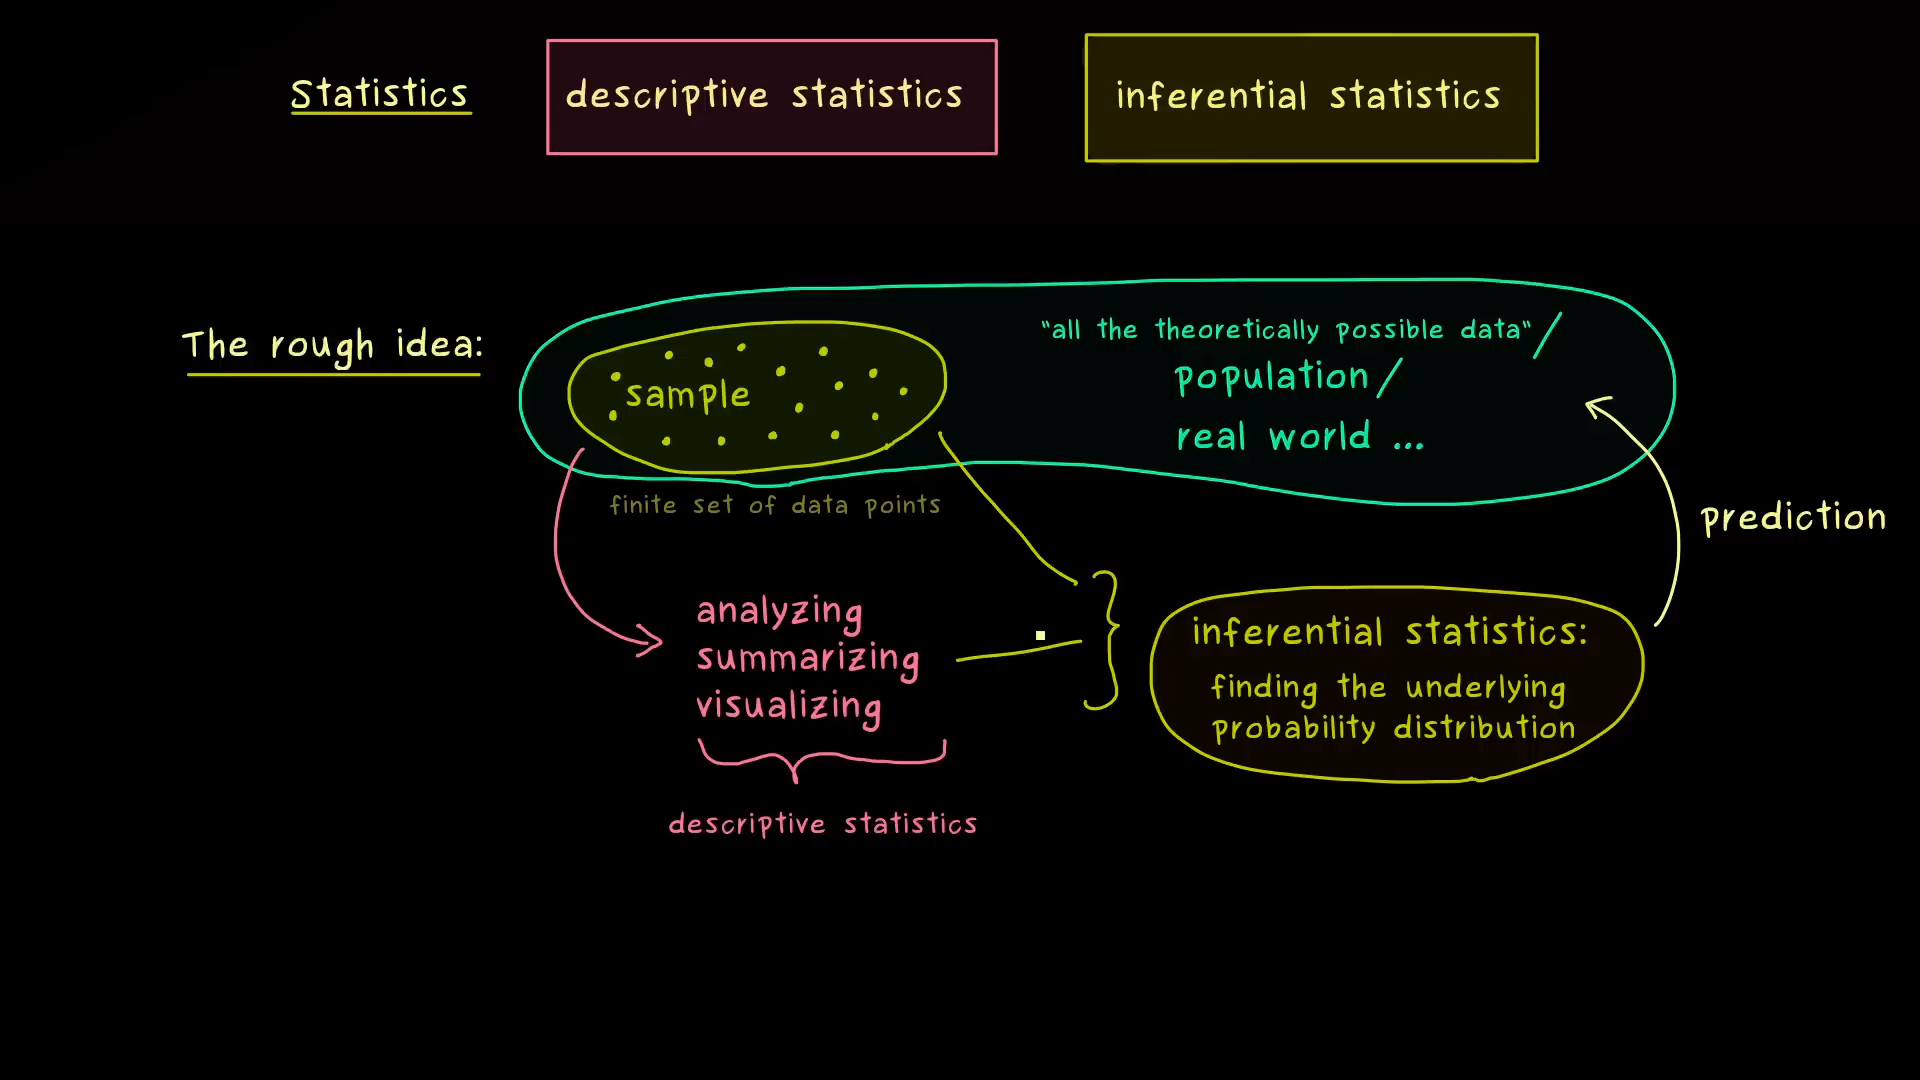 Statistics
descriptive statistics
inferential statistics
The rough idea:
sample
"all the theoretically possible data"/
population/
real world ...
finite set of data points
prediction
analyzing
summarizing
visualizing
inferential statistics:
finding the underlying
probability distribution
descriptive statistics